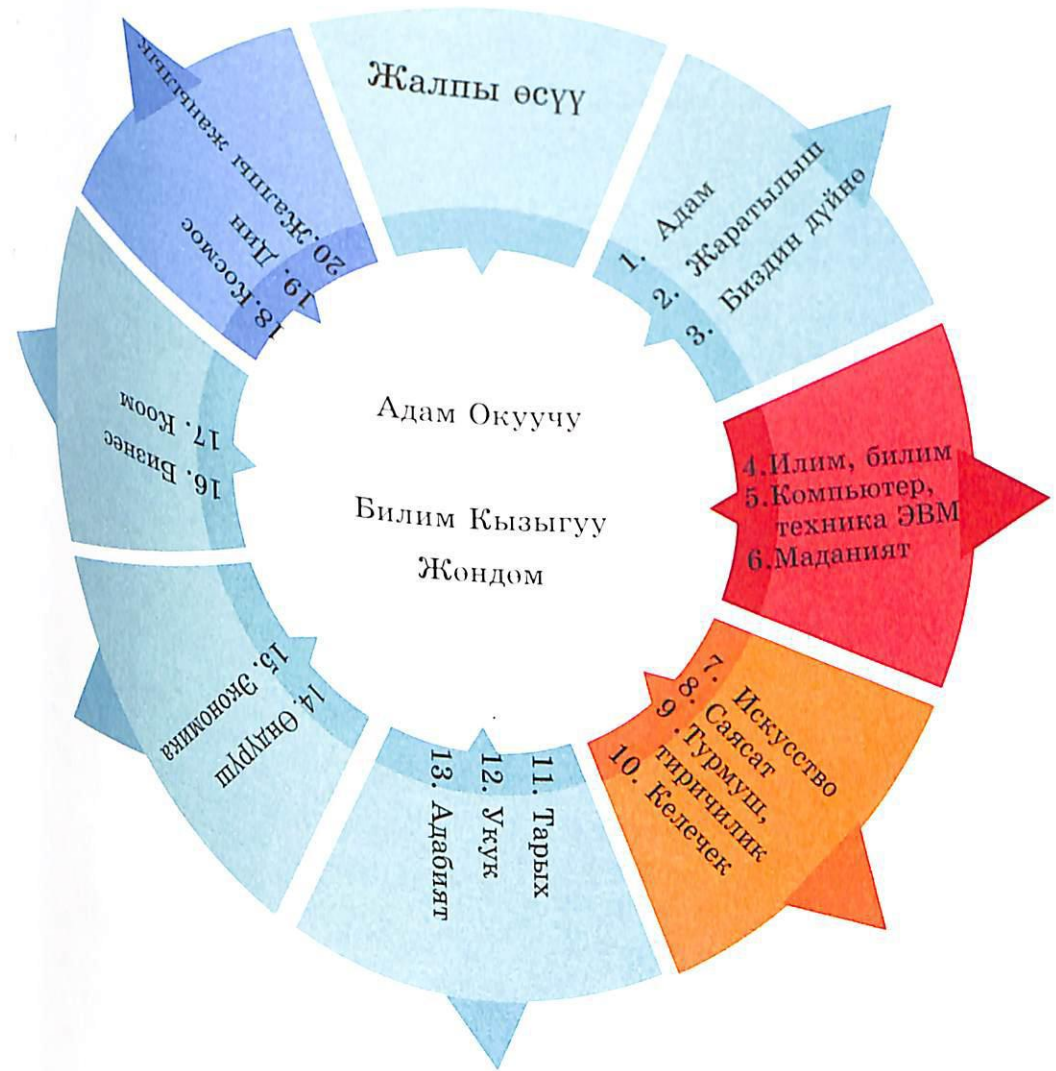 Жалпы өсүү
1. Адам
2. Жаратылыш
3. Биздин дүйнө
4.Илим, билим
5.Компьютер,
техника ЭВМ
6.Маданият
7. Искусство
8. Саясат
9 .Турмуш,
тиричилик
10. Келечек
11. Тарых
12. Укук
13. Адабият
14. Өндүрүш
15. Экономика
16. Бизнес
17. Коом
18.Космос
19. Дин
20.Жалпы жаңылык
Адам Окуучу
Билим Кызыгуу
Жөндөм